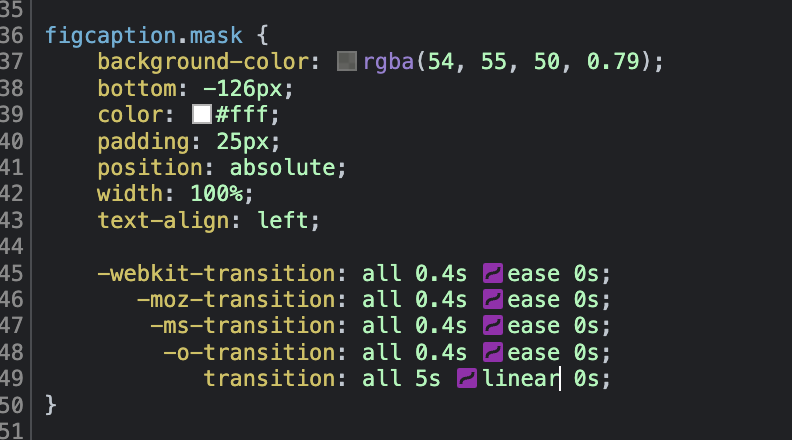 35
36 figcaption.mask {
37     background-color: rgba(54, 55, 50, 0.79);
38     bottom: -126px;
39     color: #fff;
40     padding: 25px;
41     position: absolute;
42     width: 100%;
43     text-align: left;
44
45     -webkit-transition: all 0.4s ease 0s;
46        -moz-transition: all 0.4s ease 0s;
47         -ms-transition: all 0.4s ease 0s;
48          -o-transition: all 0.4s ease 0s;
49             transition: all 5s linear 0s;
50 }
51